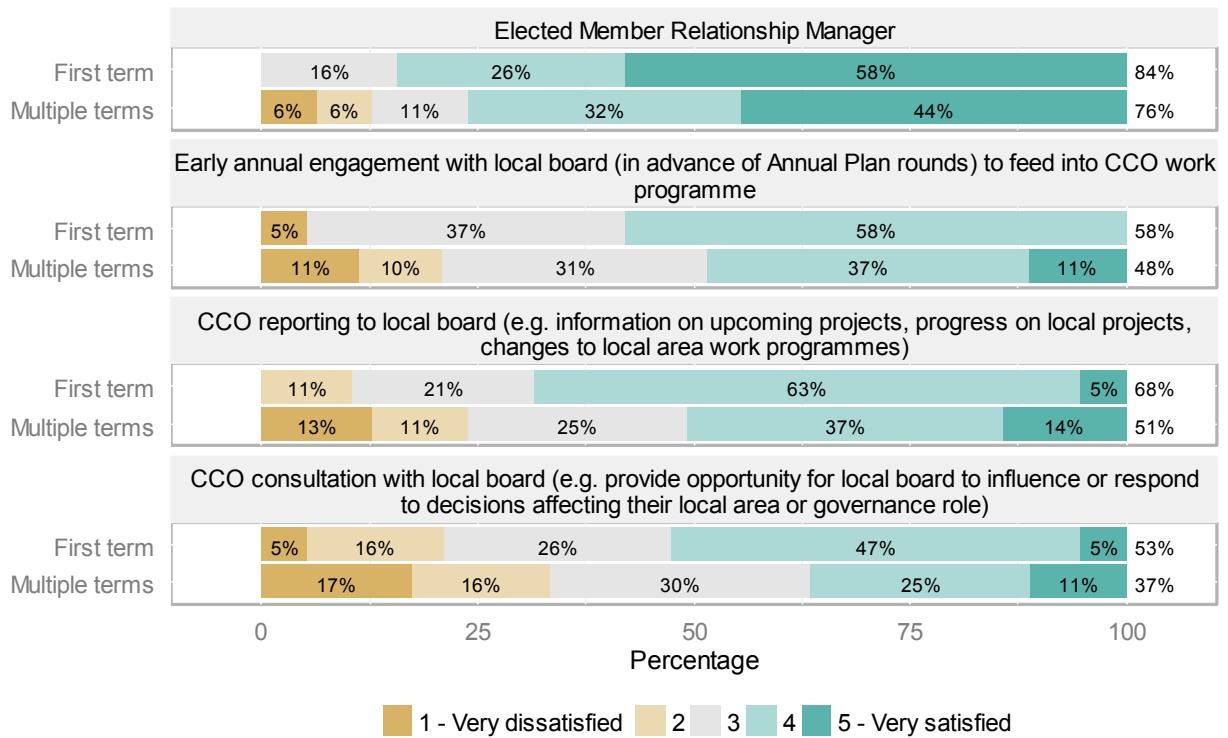 Elected Member Relationship Manager
First term 16% 26% 58% 84%
Multiple terms 6% 6% 11% 32% 44% 76%
Early annual engagement with local board (in advance of Annual Plan rounds) to feed into CCO work
programme
First term 5% 37% 58% 58%
Multiple terms 11% 10% 31% 37% 11% 48%
CCO reporting to local board (e.g. information on upcoming projects, progress on local projects,
changes to local area work programmes)
First term 11% 21% 63% 5% 68%
Multiple terms 13% 11% 25% 37% 14% 51%
CCO consultation with local board (e.g. provide opportunity for local board to influence or respond
to decisions affecting their local area or governance role)
First term 5% 16% 26% 47% 5% 53%
Multiple terms 17% 16% 30% 25% 11% 37%
0 25 50 75 100
Percentage
1 - Very dissatisfied 2 3 4 5 - Very satisfied